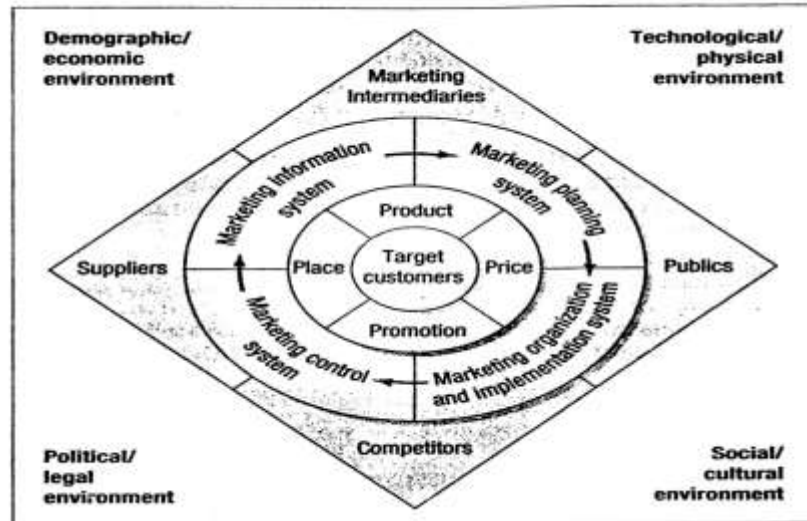 Demographic/
economic
environment
Technological/
physical
environment
Marketing
Intermediaries
Marketing information
system
Marketing planning
system
Product
Suppliers
Place
Target
customers
Price
Publics
Promotion
Marketing control
system
Marketing organization
and implementation system
Competitors
Political/
legal
environment
Social/
cultural
environment